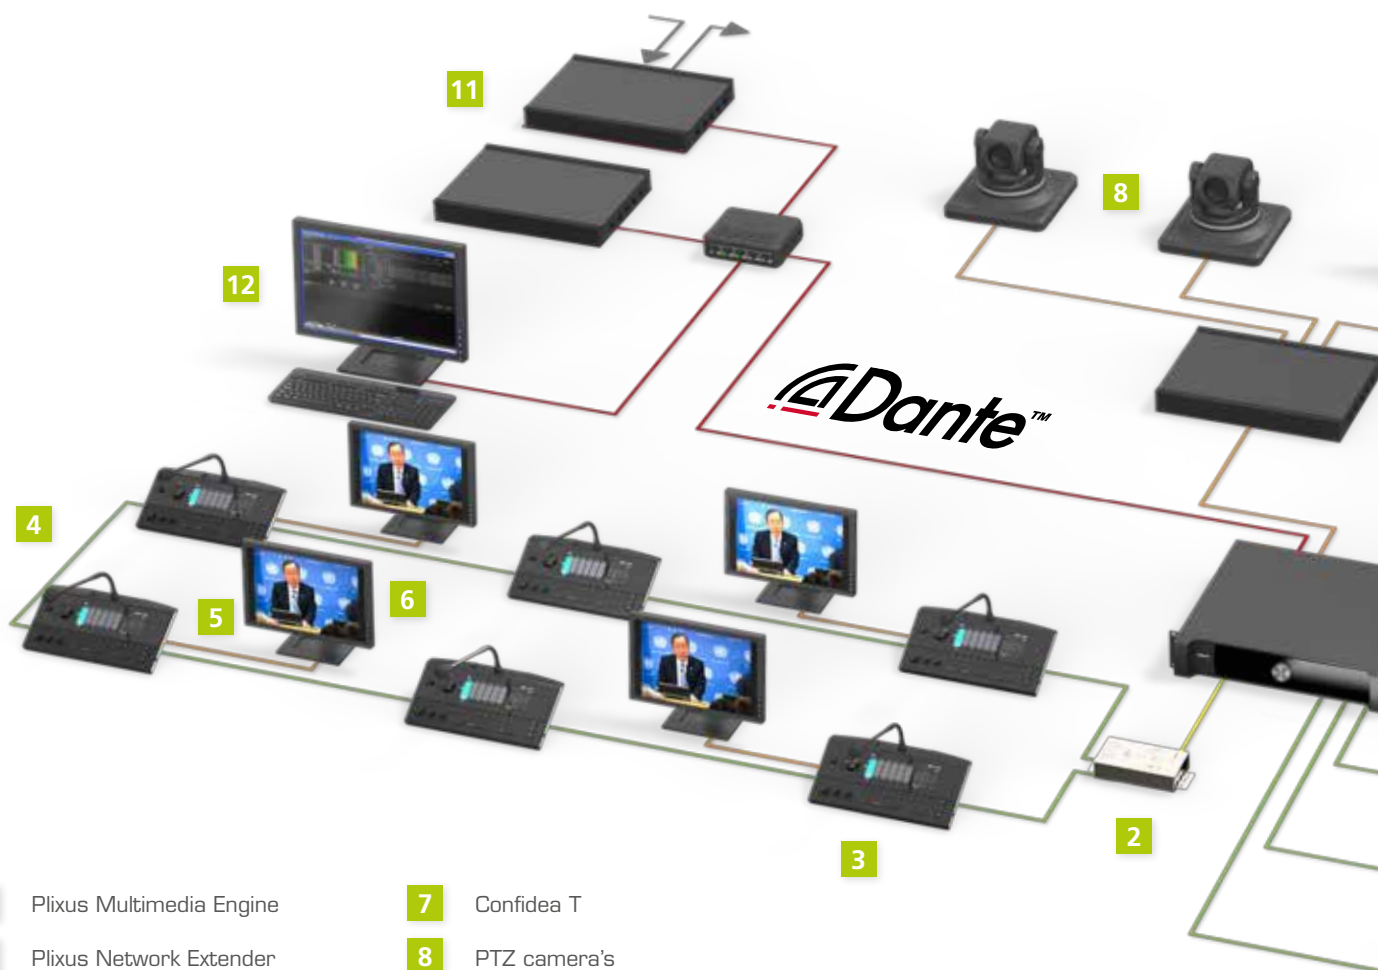 11
8
12
Dante™
4
5
6
3
2
Plixus Multimedia Engine
7 Confidea T
Plixus Network Extender
8 PTZ camera's